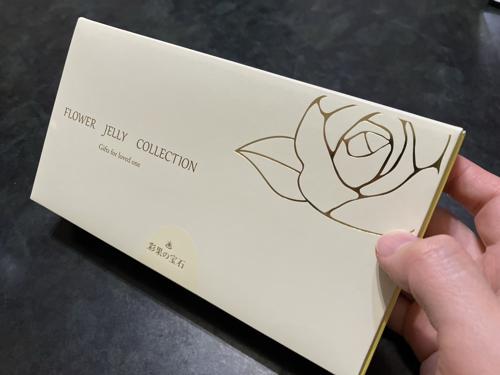 FLOWER JELLY COLLECTION
Gifts for loved one
彩果の宝石